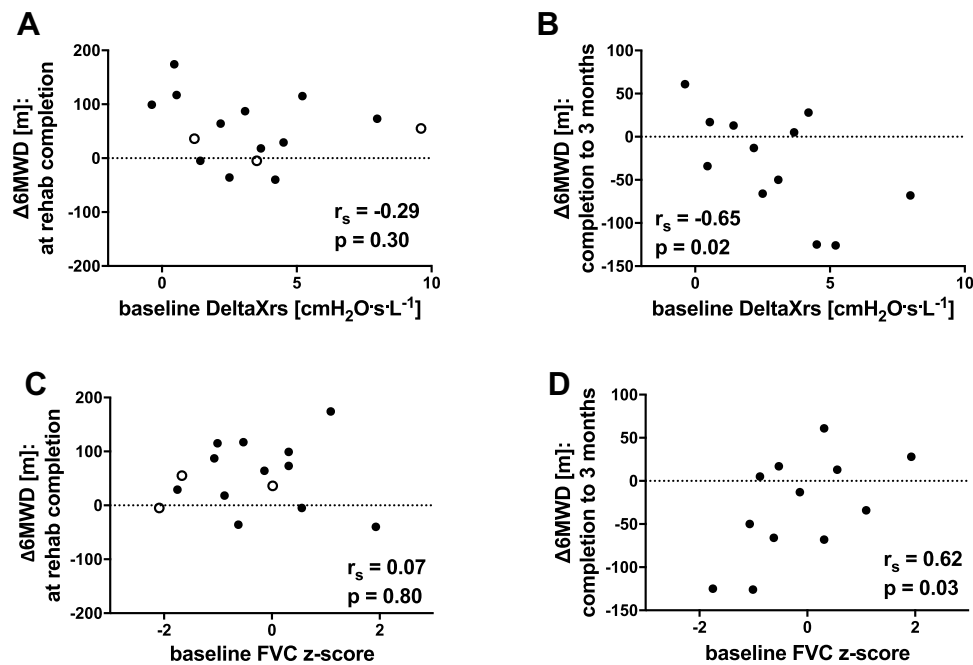 A
Δ6MWD [m]:
at rehab completion
200
100
0
-100
-200
rs = -0.29
p = 0.30
0
5
10
baseline DeltaXrs [cmH2O·s·L-1]
B
Δ6MWD [m]:
completion to 3 months
100
50
0
-50
-100
-150
rs = -0.65
p = 0.02
0
5
10
baseline DeltaXrs [cmH2O·s·L-1]
C
Δ6MWD [m]:
at rehab completion
200
100
0
-100
-200
rs = 0.07
p = 0.80
-2
0
2
baseline FVC z-score
D
Δ6MWD [m]:
completion to 3 months
100
50
0
-50
-100
-150
rs = 0.62
p = 0.03
-2
0
2
baseline FVC z-score